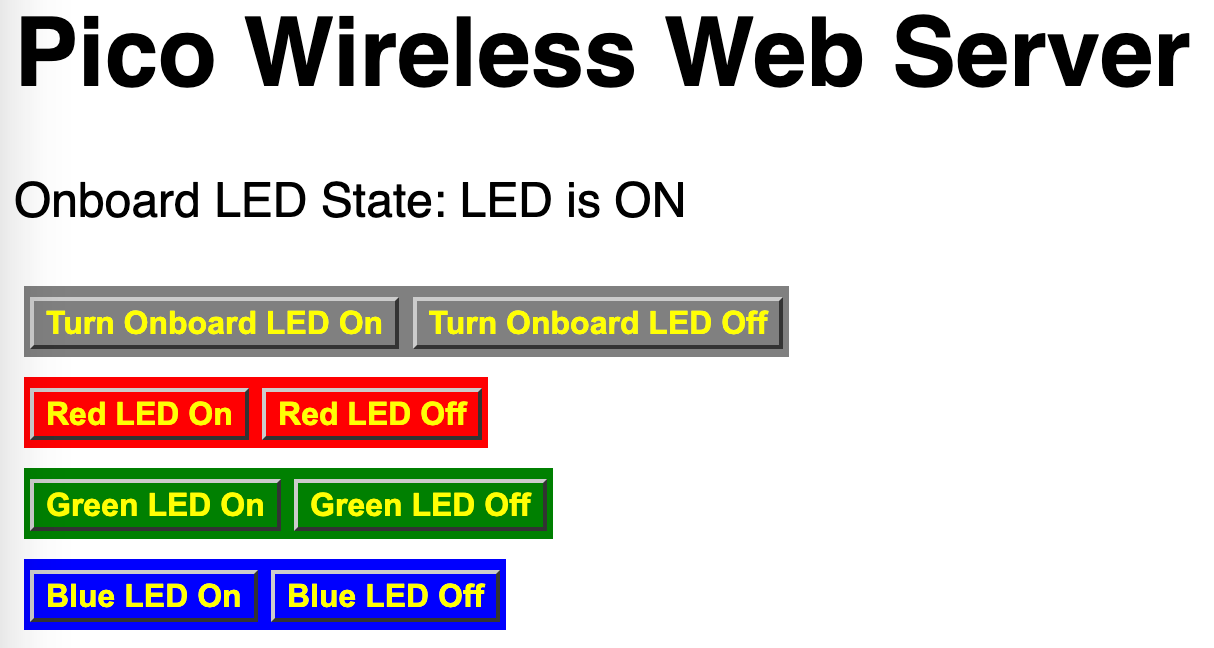 Pico Wireless Web Server
Onboard LED State: LED is ON
Turn Onboard LED On Turn Onboard LED Off
Red LED On Red LED Off
Green LED On Green LED Off
Blue LED On Blue LED Off